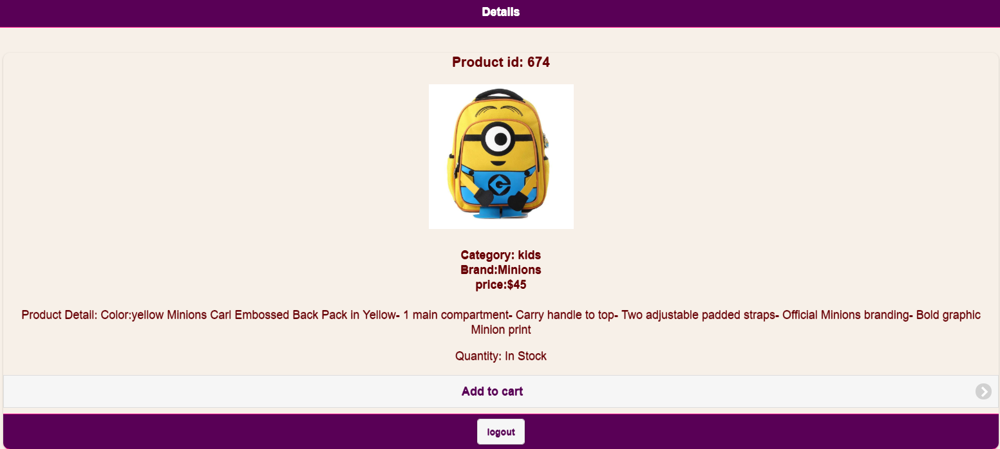 Details
Product id: 674
G
Category: kids
Brand:Minions
price:$45
Product Detail: Color:yellow Minions Carl Embossed Back Pack in Yellow- 1 main compartment- Carry handle to top- Two adjustable padded straps- Official Minions branding- Bold graphic
Minion print
Quantity: In Stock
Add to cart
logout